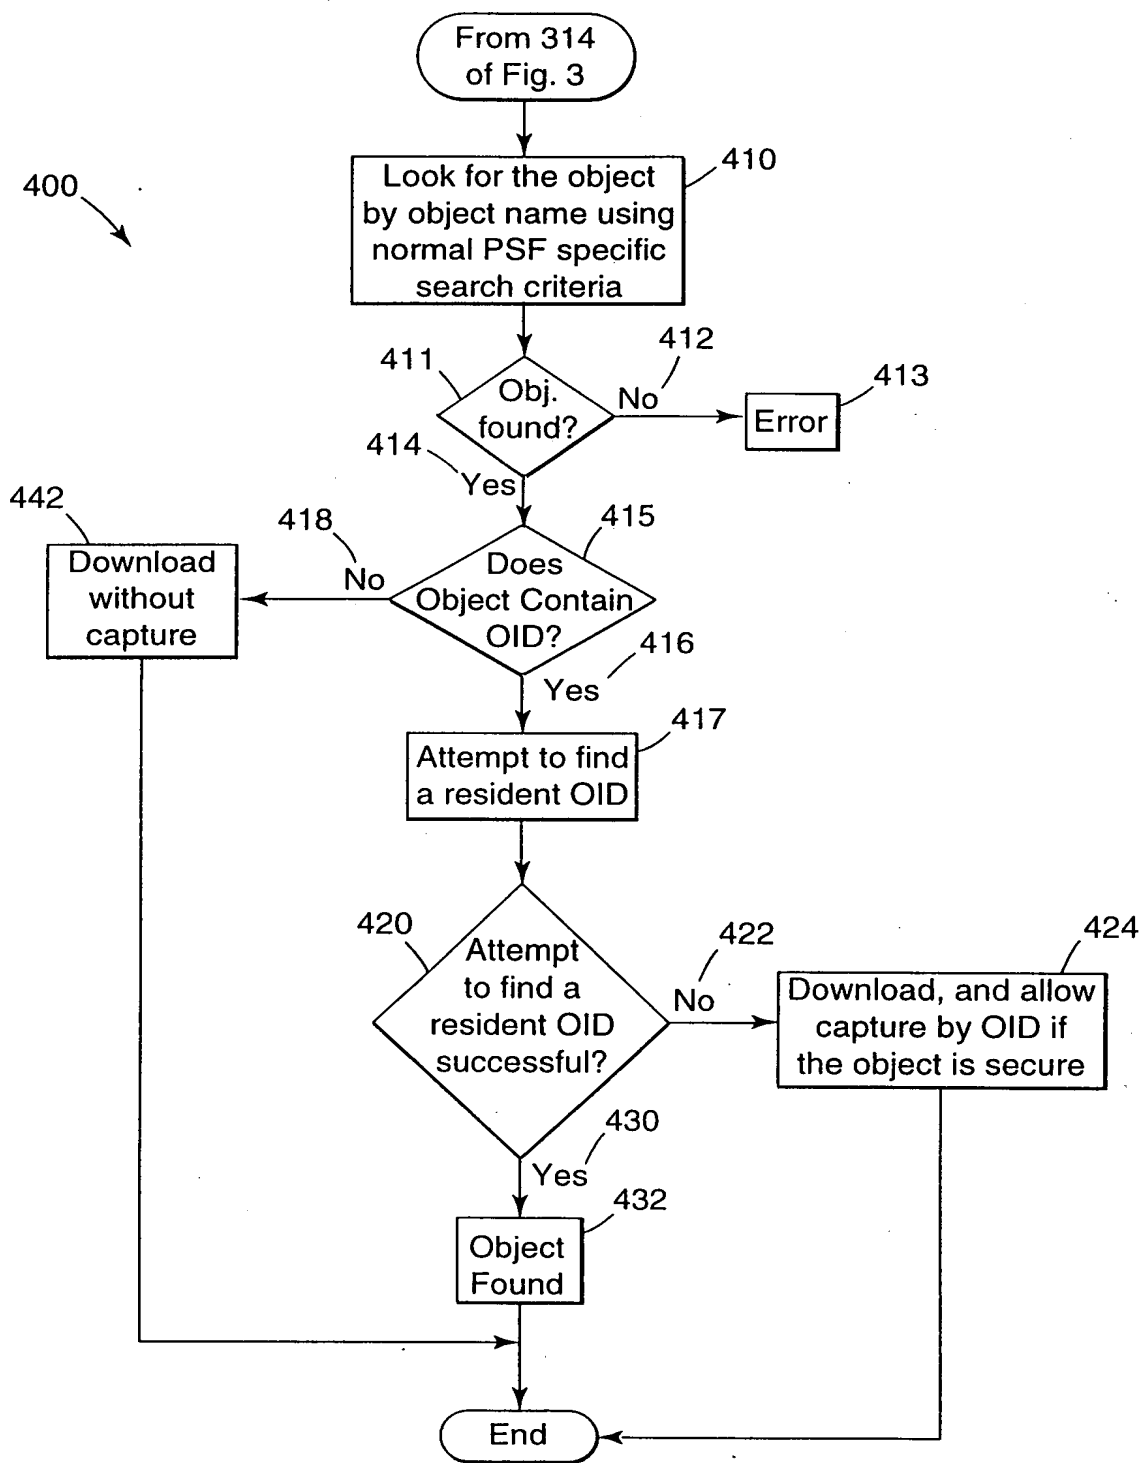 From 314
of Fig. 3
400
410
Look for the object
by object name using
normal PSF specific
search criteria
411
412
Obj.
found?
No
413
Error
414
Yes
442
418
415
Download
without
capture
No
Does
Object Contain
OID?
416
Yes
417
Attempt to find
a resident OID
420
422
424
Attempt
to find a
resident OID
successful?
No
Download, and allow
capture by OID if
the object is secure
430
Yes
432
Object
Found
End